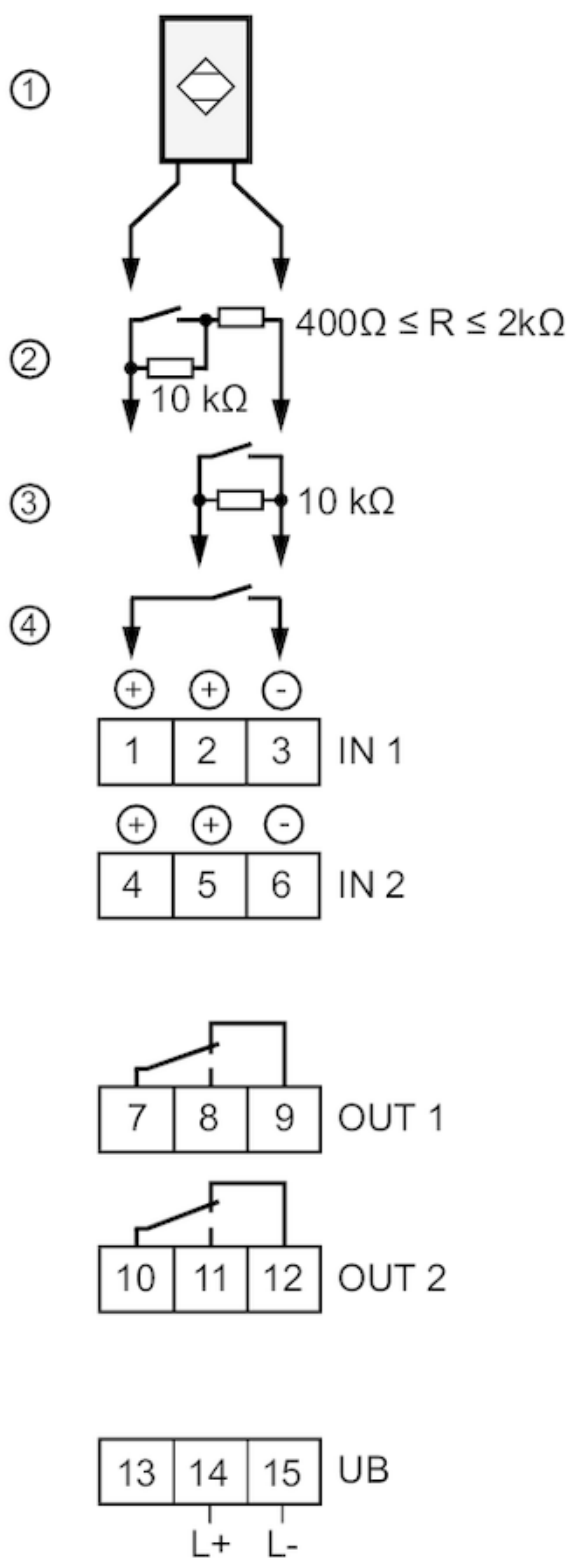 ①
400Ω ≤ R ≤ 2kΩ
②
10 kΩ
③ 10 kΩ
④
+ + -
1 2 3 IN 1
+ + -
4 5 6 IN 2
7 8 9 OUT 1
10 11 12 OUT 2
13 14 15 UB
L+ L-